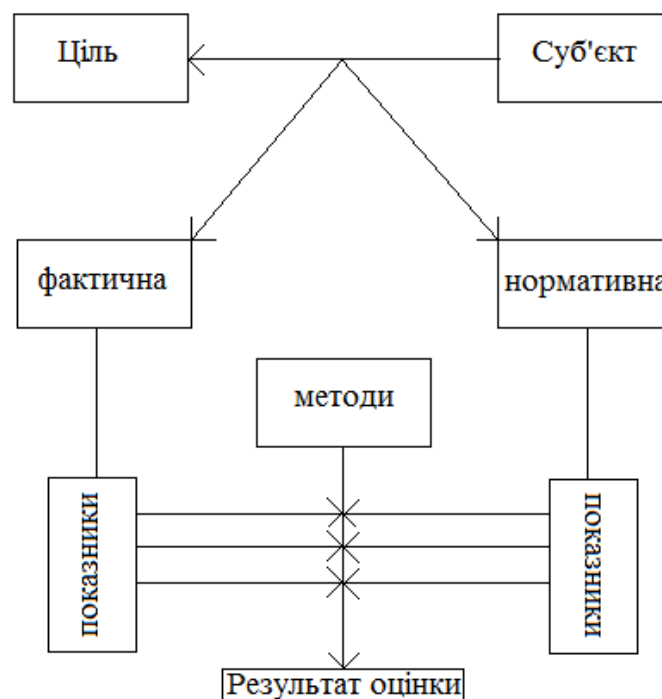 Ціль
Суб'єкт
фактична
нормативна
методи
показники
показники
Результат оцінки